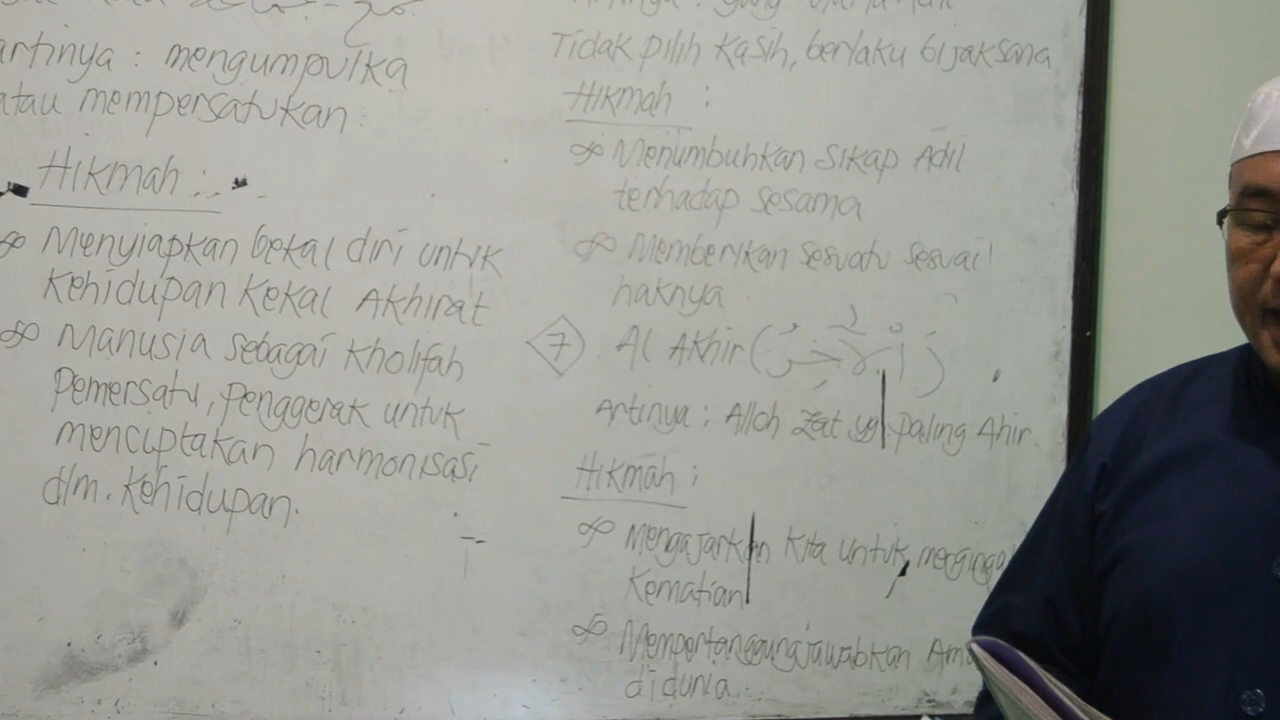 artinya : mengumpulka
atau mempersatukan.
Hikmah :
Menyiapkan bekal diri untuk
Kehidupan Kekal Akhirat
Manusia sebagai Kholifah
Pemersatu, Penggerak untuk
menciptakan harmonisasi
dlm. Kehidupan.
Tidak Pilih Kasih, berlaku bijaksana
Hikmah :
Menumbuhkan Sikap Adil
terhadap Sesama
Memberikan Sesuatu Sesuai
haknya
7 Al Akhir
Artinya : Alloh Zat yg Paling Ahir
Hikmah :
Mengajarkan Kita untuk
Kematian
Mempertanggungjawabkan
didunia.